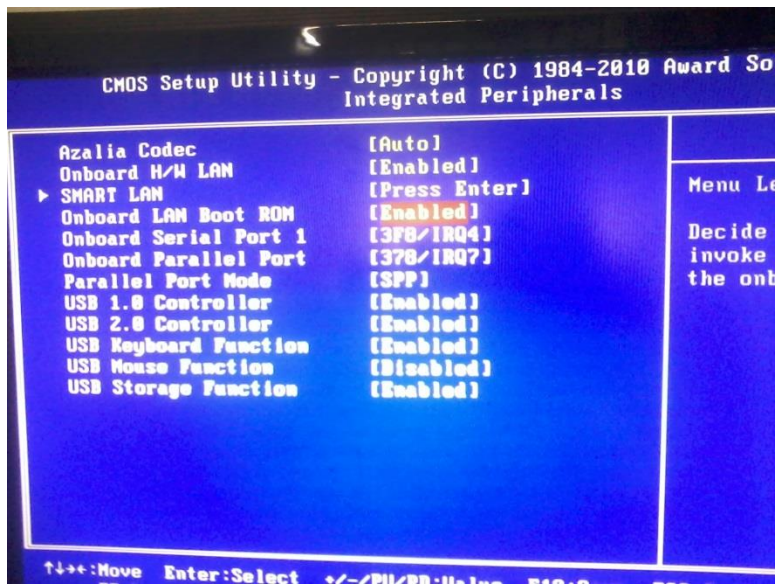 CMOS Setup Utility - Copyright (C) 1984-2010 Award So
Integrated Peripherals
Azalia Codec [Auto]
Onboard H/W LAN [Enabled]
▶ SMART LAN [Press Enter]
Onboard LAN Boot ROM [Enabled]
Onboard Serial Port 1 [3F8/IRQ4]
Onboard Parallel Port [378/IRQ7]
Parallel Port Mode [SPP]
USB 1.0 Controller [Enabled]
USB 2.0 Controller [Enabled]
USB Keyboard Function [Enabled]
USB Mouse Function [Disabled]
USB Storage Function [Enabled]
Menu Le
Decide
invoke
the onb
↑↓→←:Move Enter:Select +/-/PU/PD:Value